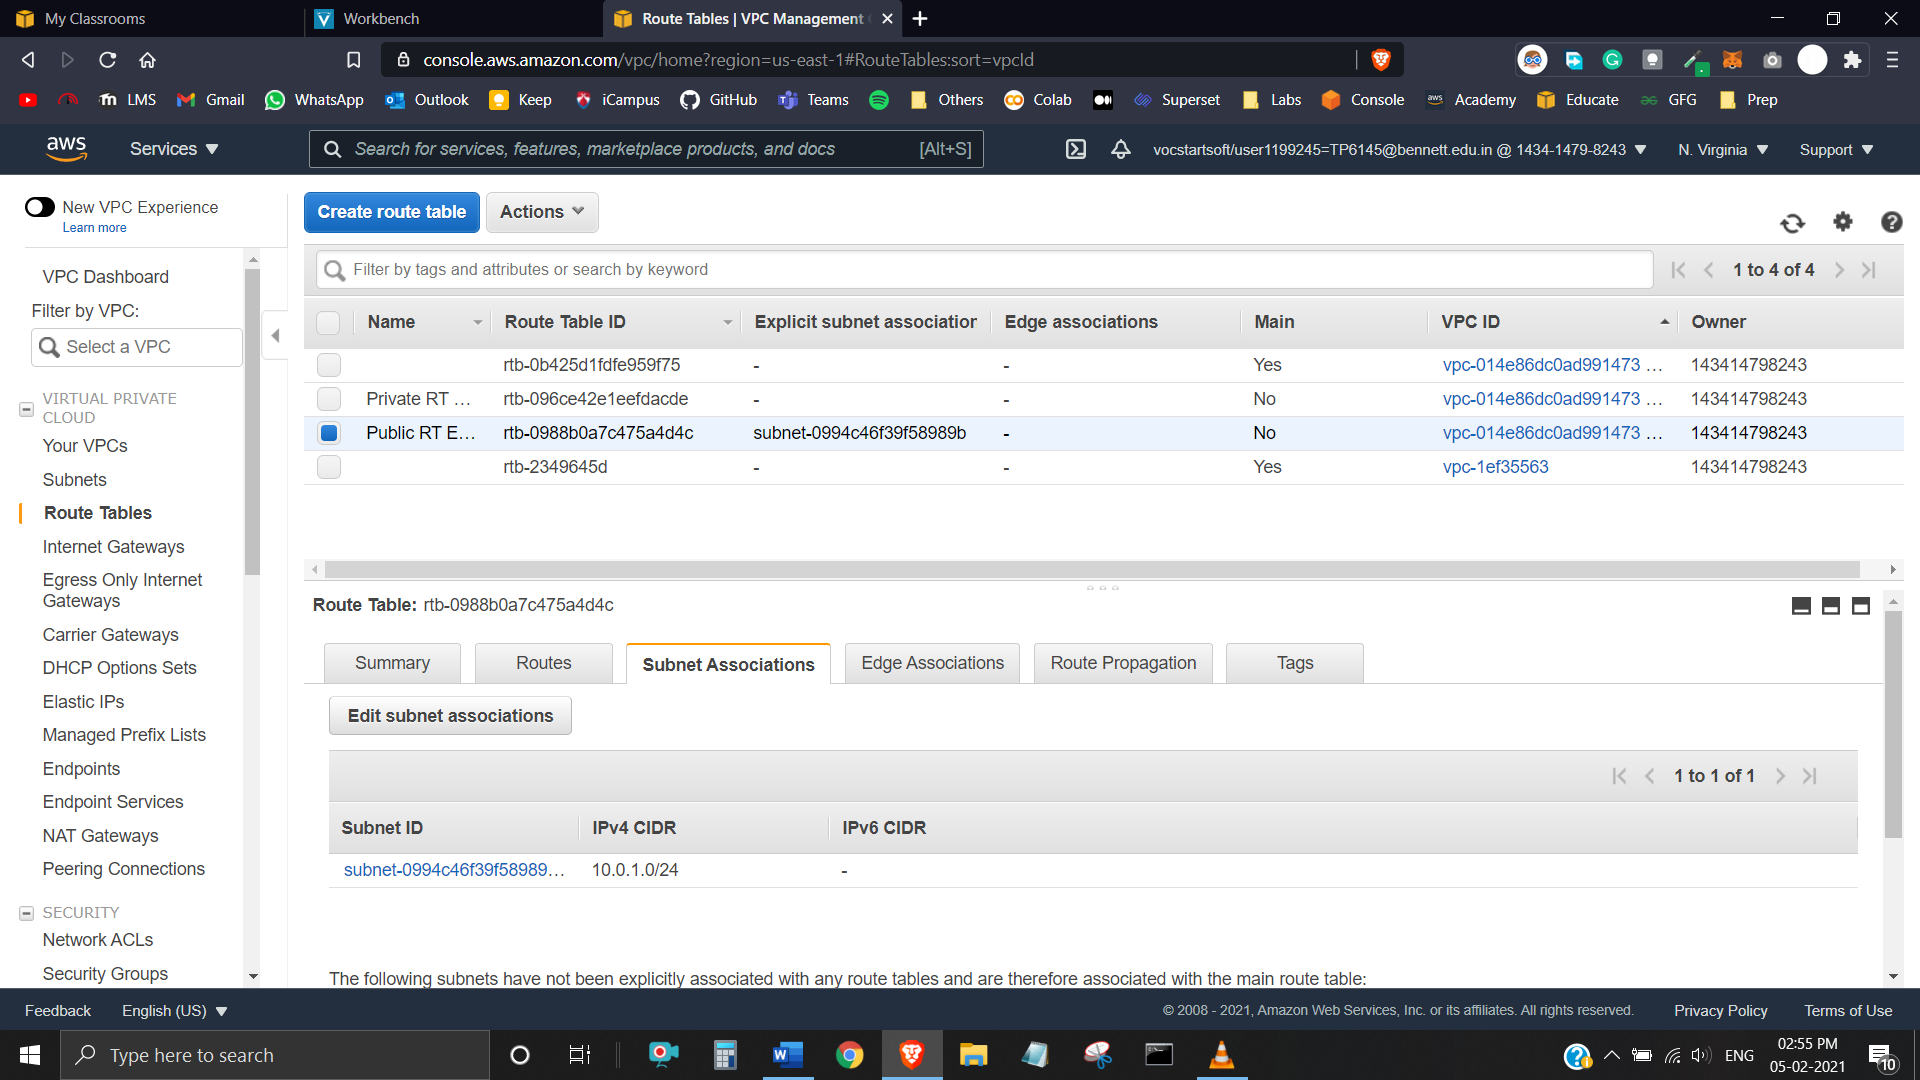 My Classrooms
Workbench
Route Tables | VPC Management
console.aws.amazon.com/vpc/home?region=us-east-1#RouteTables:sort=vpcId
LMS
Gmail
WhatsApp
Outlook
Keep
iCampus
GitHub
Teams
Others
Colab
Superset
Labs
Console
aws
Academy
Educate
GFG
Prep
aws
Services
Search for services, features, marketplace products, and docs
[Alt+S]
vocstartsoft/user1199245=TP6145@bennett.edu.in @ 1434-1479-8243
N. Virginia
Support
New VPC Experience
Learn more
VPC Dashboard
Filter by VPC:
Select a VPC
VIRTUAL PRIVATE
CLOUD
Your VPCs
Subnets
Route Tables
Internet Gateways
Egress Only Internet
Gateways
Carrier Gateways
DHCP Options Sets
Elastic IPs
Managed Prefix Lists
Endpoints
Endpoint Services
NAT Gateways
Peering Connections
SECURITY
Network ACLs
Security Groups
Create route table
Actions
Filter by tags and attributes or search by keyword
1 to 4 of 4
Name Route Table ID Explicit subnet association Edge associations Main VPC ID Owner
rtb-0b425d1fdfe959f75 - - Yes vpc-014e86dc0ad991473 ... 143414798243
Private RT ... rtb-096ce42e1eefdacde - - No vpc-014e86dc0ad991473 ... 143414798243
Public RT E... rtb-0988b0a7c475a4d4c subnet-0994c46f39f58989b - No vpc-014e86dc0ad991473 ... 143414798243
rtb-2349645d - - Yes vpc-1ef35563 143414798243
Route Table: rtb-0988b0a7c475a4d4c
Summary
Routes
Subnet Associations
Edge Associations
Route Propagation
Tags
Edit subnet associations
1 to 1 of 1
Subnet ID IPv4 CIDR IPv6 CIDR
subnet-0994c46f39f58989... 10.0.1.0/24 -
The following subnets have not been explicitly associated with any route tables and are therefore associated with the main route table:
Feedback
English (US)
© 2008 - 2021, Amazon Web Services, Inc. or its affiliates. All rights reserved.
Privacy Policy
Terms of Use
Type here to search
ENG
02:55 PM
05-02-2021
10